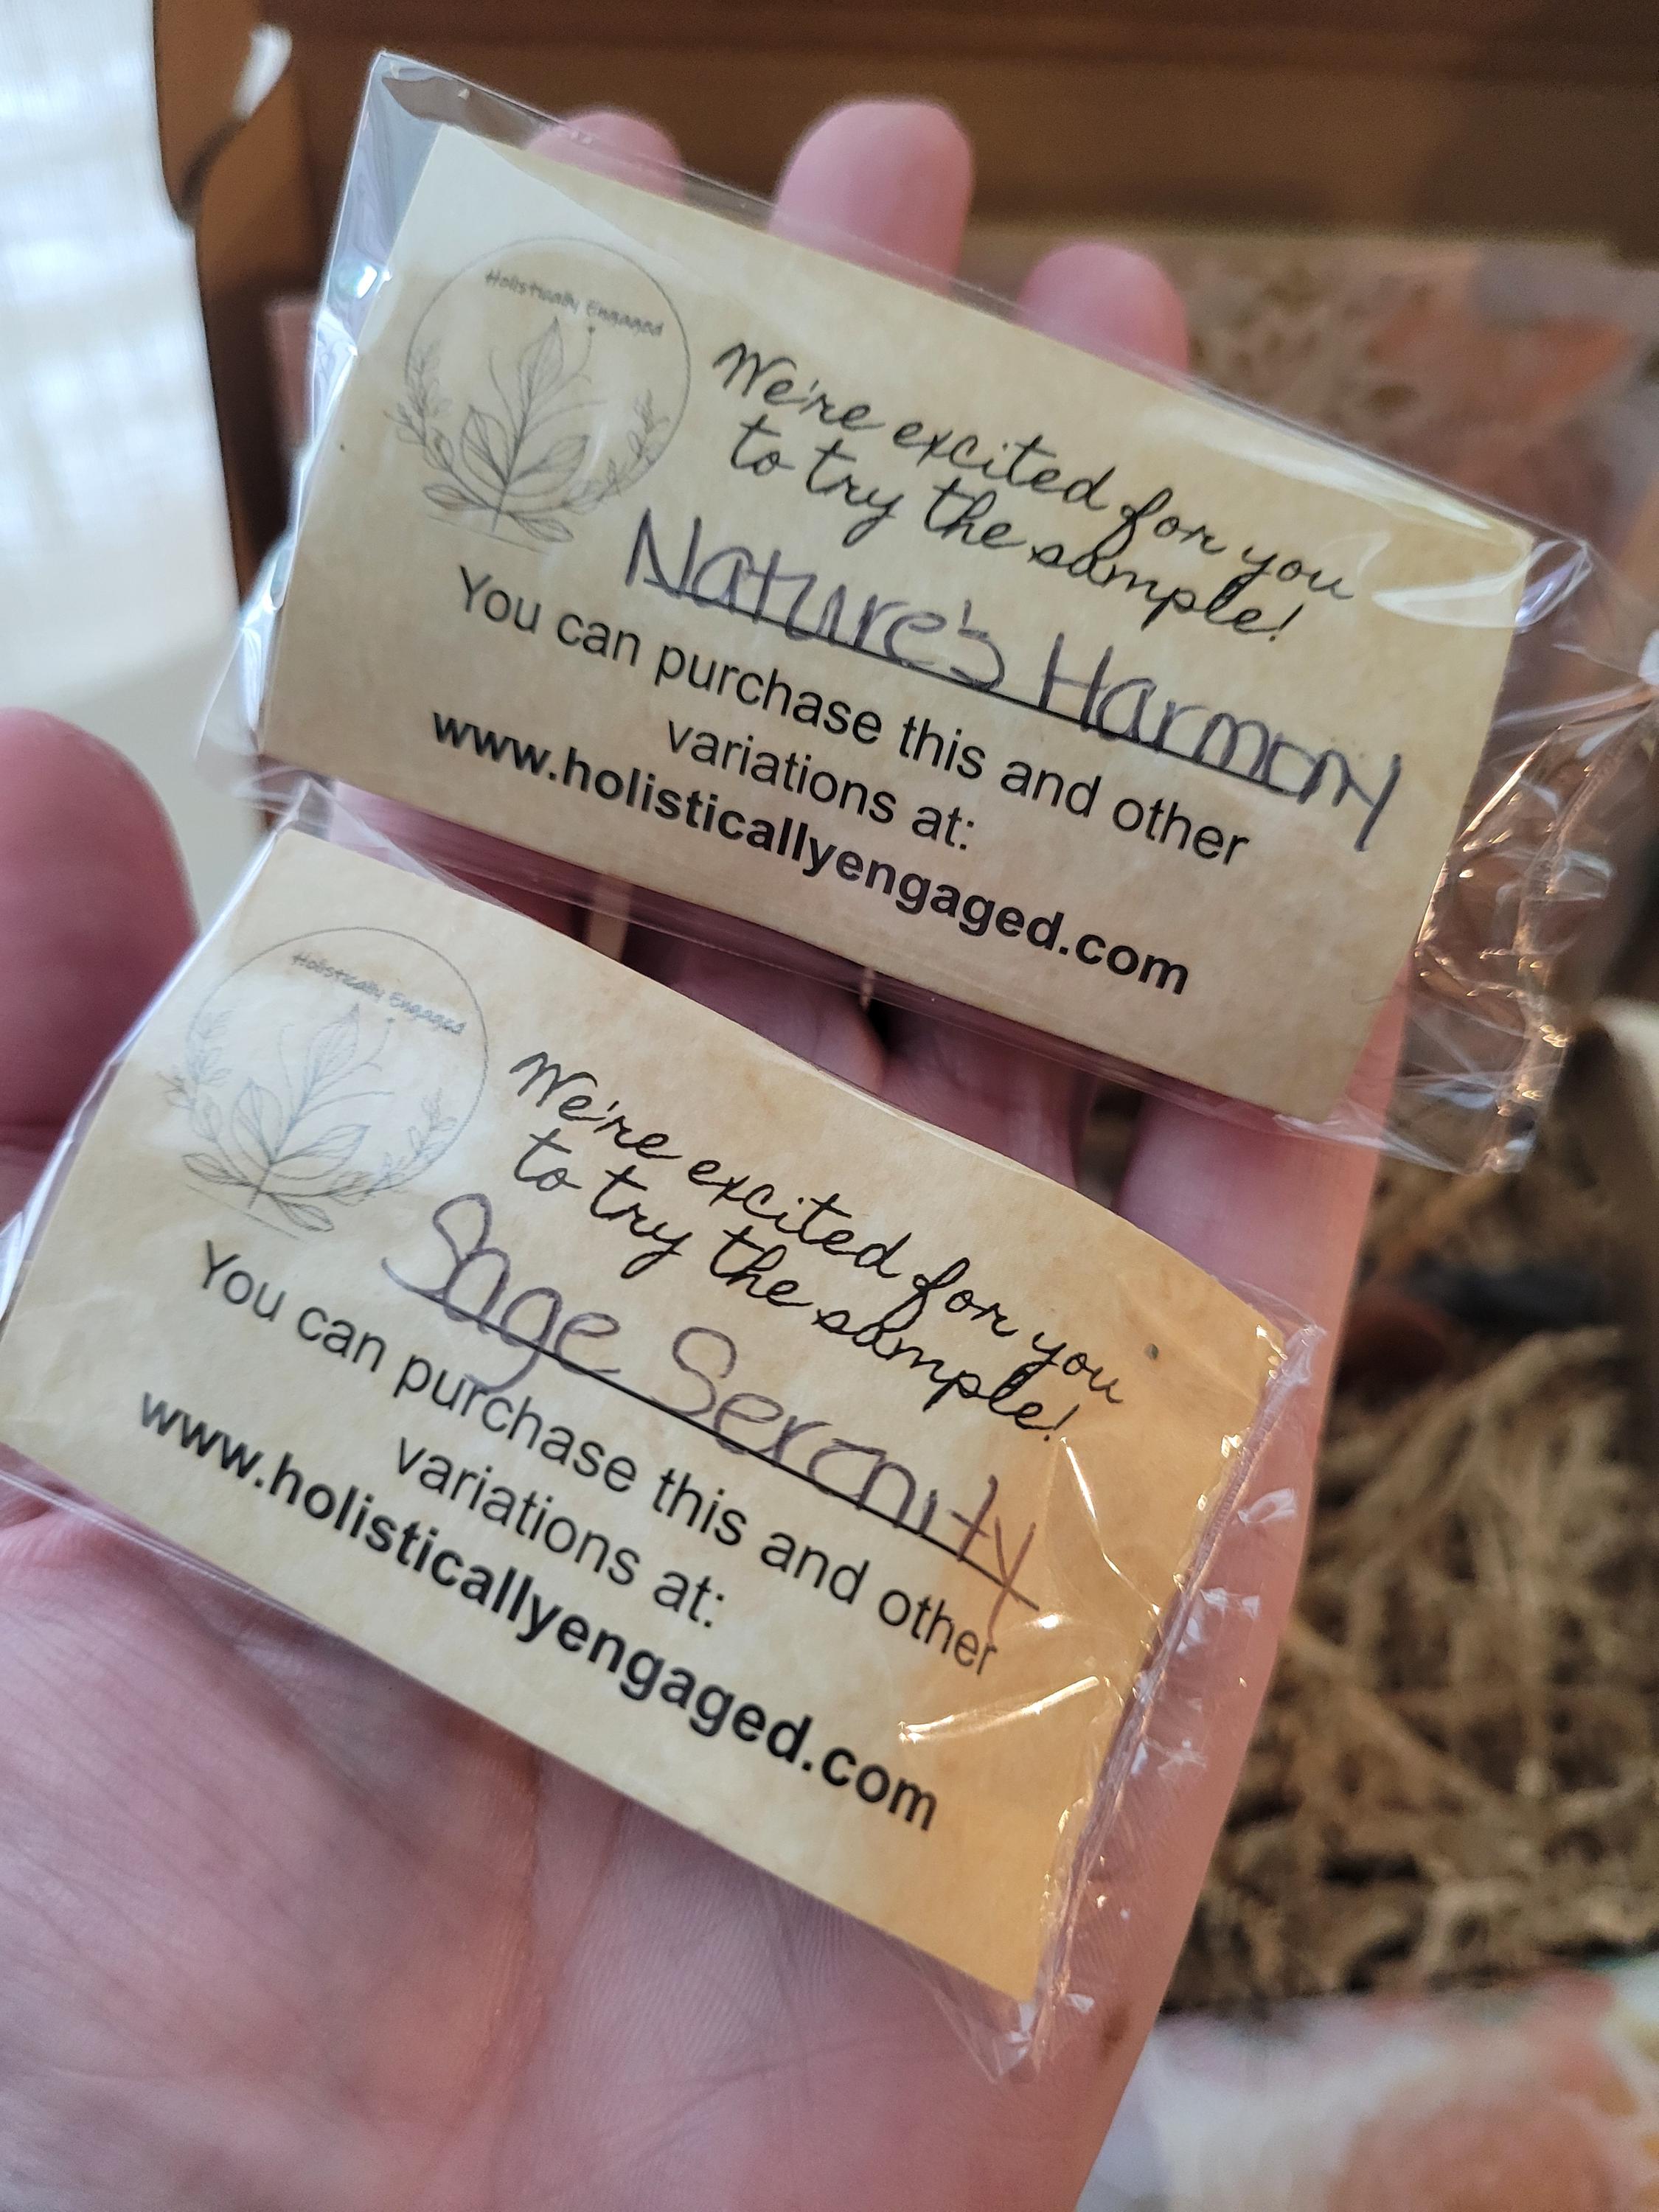 Holistically Engaged
We're excited for you
to try the sample!
Nature's Harmony
You can purchase this and other
variations at:
www.holisticallyengaged.com
Holistically Engaged
We're excited for you
to try the sample!
Sage Serenity
You can purchase this and other
variations at:
www.holisticallyengaged.com